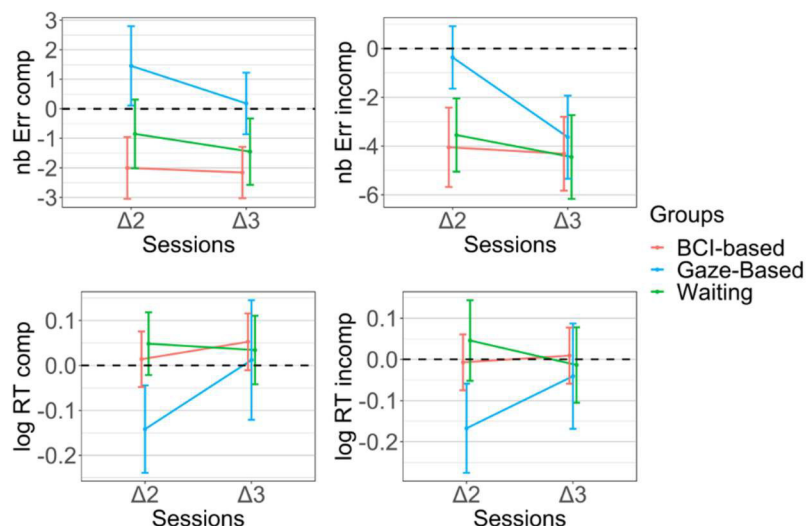 nb Err comp
3
2
1
0
-1
-2
-3
Δ2
Δ3
Sessions
nb Err incomp
0
-2
-4
-6
Δ2
Δ3
Sessions
Groups
BCI-based
Gaze-Based
Waiting
log RT comp
0.1
0.0
-0.1
-0.2
Δ2
Δ3
Sessions
log RT incomp
0.1
0.0
-0.1
-0.2
Δ2
Δ3
Sessions